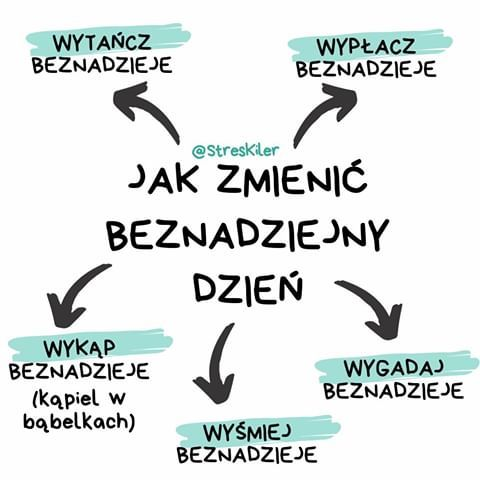 WYTAŃCZ
BEZNADZIEJE
WYPŁACZ
BEZNADZIEJE
@StresKiler
JAK ZMIENIĆ
BEZNADZIEJNY
DZIEŃ
WYKĄP
BEZNADZIEJE
(kąpiel w
bąbelkach)
WYGADAJ
BEZNADZIEJE
WYŚMIEJ
BEZNADZIEJE